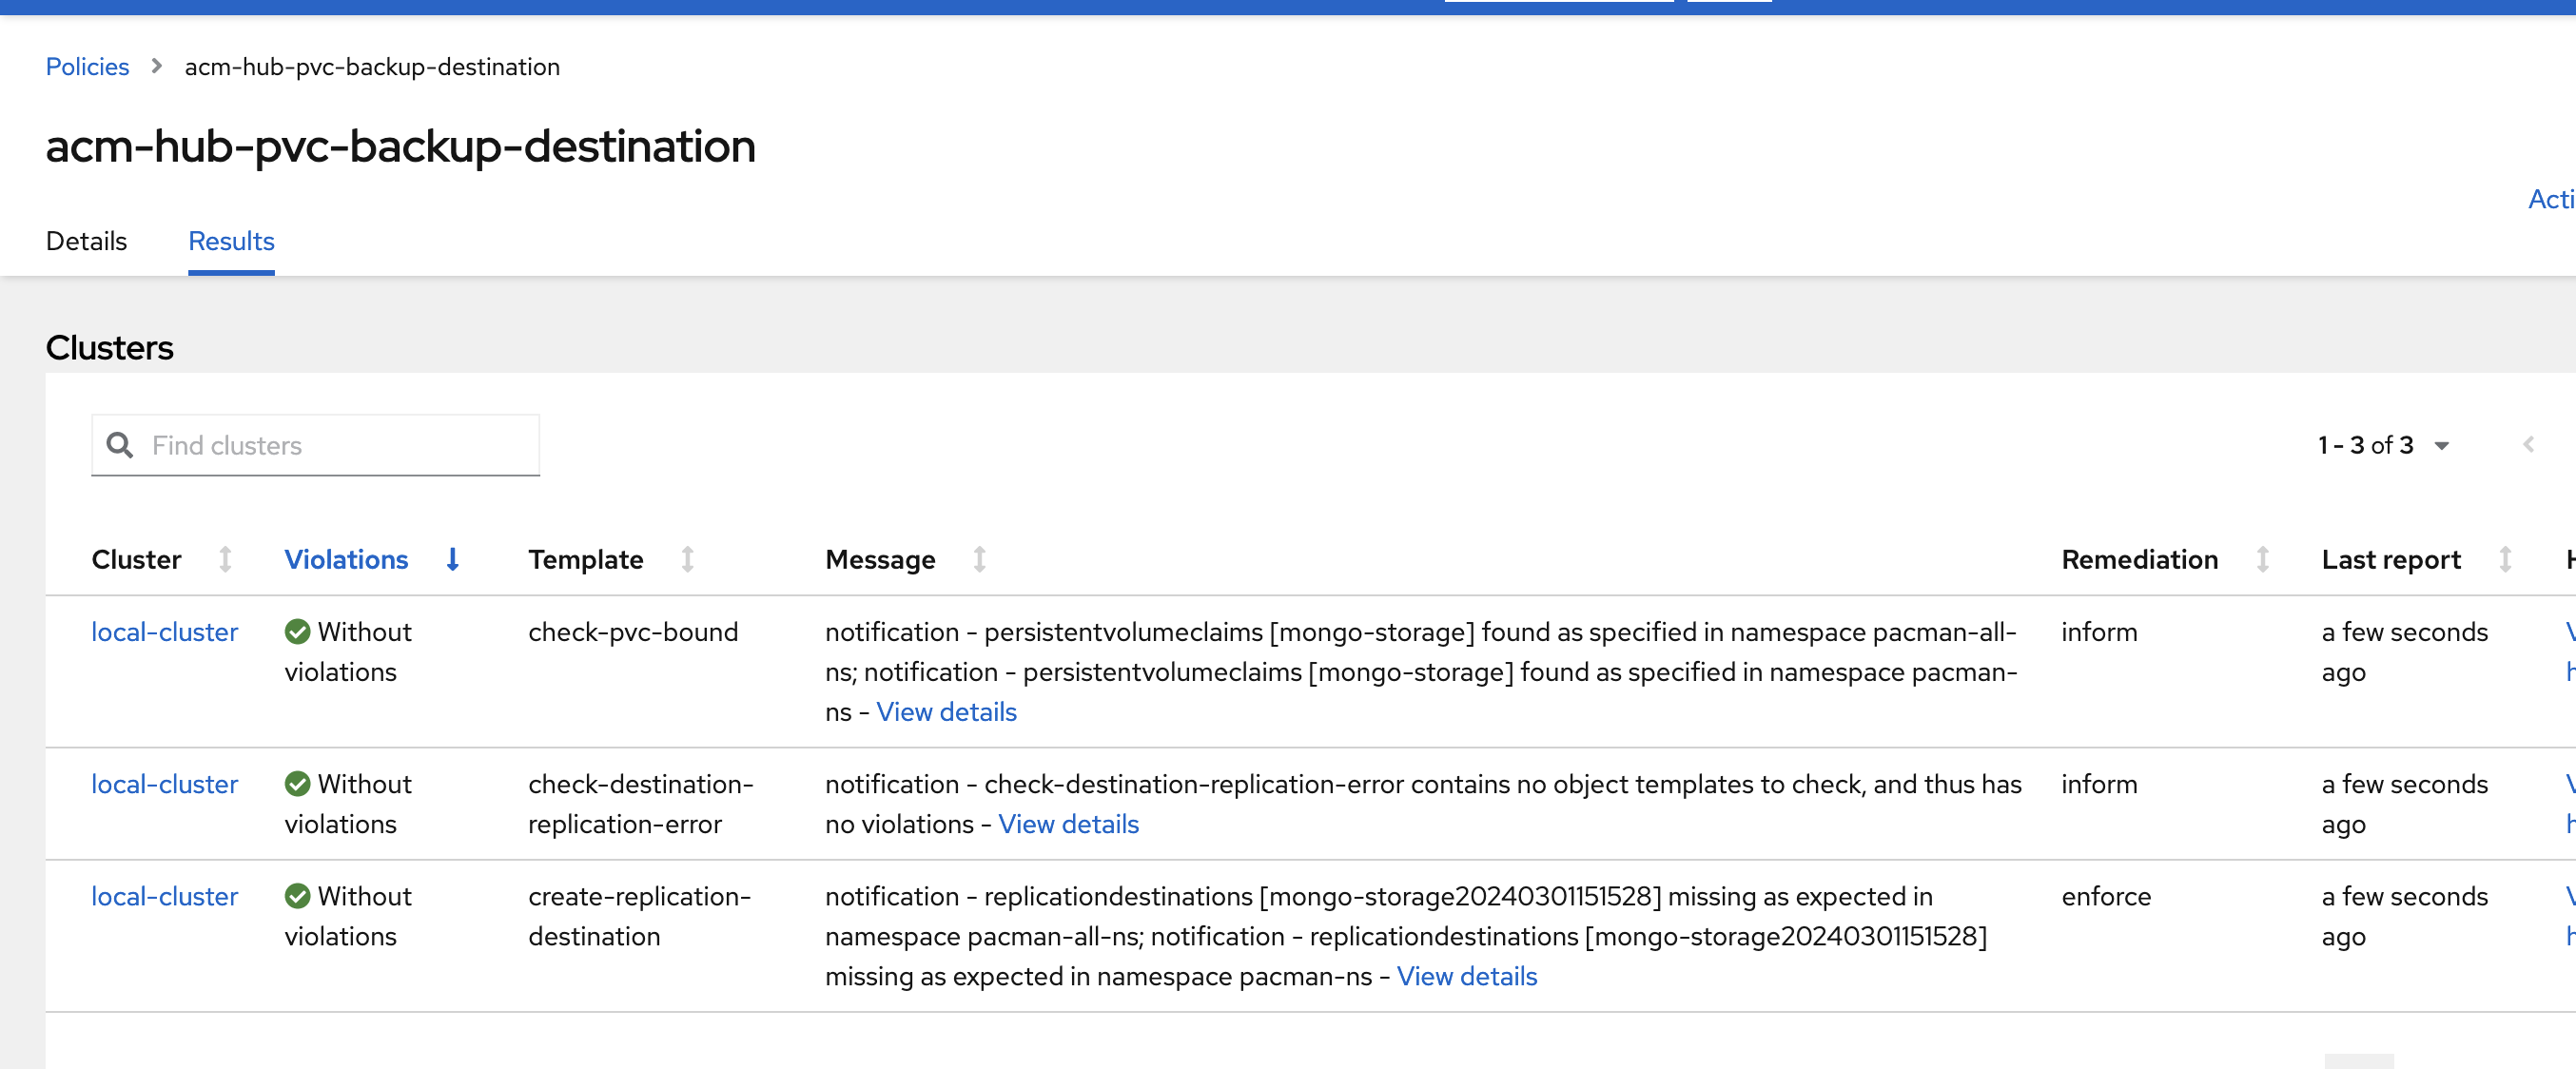 Policies > acm-hub-pvc-backup-destination
acm-hub-pvc-backup-destination
Acti
Details Results
Clusters
Find clusters
1 - 3 of 3
Cluster Violations Template Message Remediation Last report
local-cluster Without check-pvc-bound notification - persistentvolumeclaims [mongo-storage] found as specified in namespace pacman-all- inform a few seconds
violations ns; notification - persistentvolumeclaims [mongo-storage] found as specified in namespace pacman- ago
ns - View details
local-cluster Without check-destination- notification - check-destination-replication-error contains no object templates to check, and thus has inform a few seconds
violations replication-error no violations - View details ago
local-cluster Without create-replication- notification - replicationdestinations [mongo-storage20240301151528] missing as expected in enforce a few seconds
violations destination namespace pacman-all-ns; notification - replicationdestinations [mongo-storage20240301151528] ago
missing as expected in namespace pacman-ns - View details